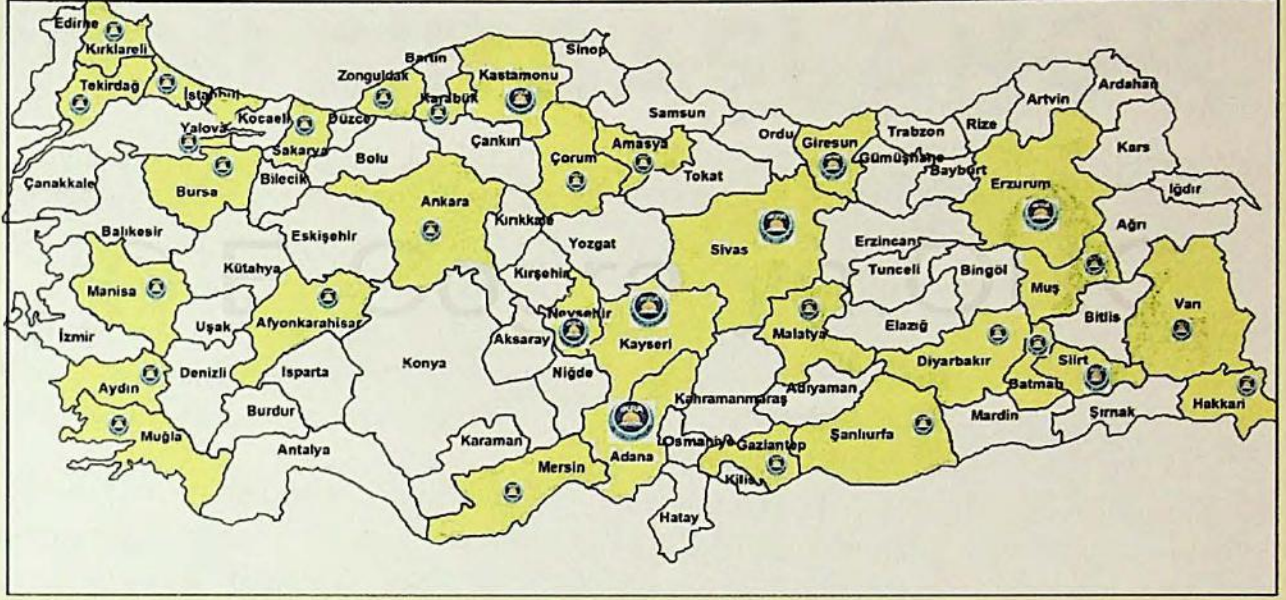 Edirne
Kırklareli
Tekirdağ
İstanbul
Kocaeli
Yalova
Sakarya
Düzce
Zonguldak
Bartın
Karabük
Kastamonu
Sinop
Samsun
Çankırı
Bolu
Çorum
Amasya
Ordu
Giresun
Trabzon
Rize
Artvin
Ardahan
Kars
Iğdır
Gümüşhane
Bayburt
Erzurum
Tokat
Çanakkale
Bursa
Bilecik
Balıkesir
Eskişehir
Ankara
Kırıkkale
Yozgat
Sivas
Erzincan
Ağrı
Kütahya
Kırşehir
Tunceli
Bingöl
Muş
Manisa
Uşak
Afyonkarahisar
Nevşehir
Kayseri
Malatya
Elazığ
Bitlis
Van
İzmir
Konya
Aksaray
Niğde
Diyarbakır
Batman
Siirt
Aydın
Denizli
Isparta
Burdur
Kahramanmaraş
Adıyaman
Mardin
Şırnak
Hakkari
Muğla
Antalya
Karaman
Mersin
Adana
Osmaniye
Gaziantep
Şanlıurfa
Kilis
Hatay